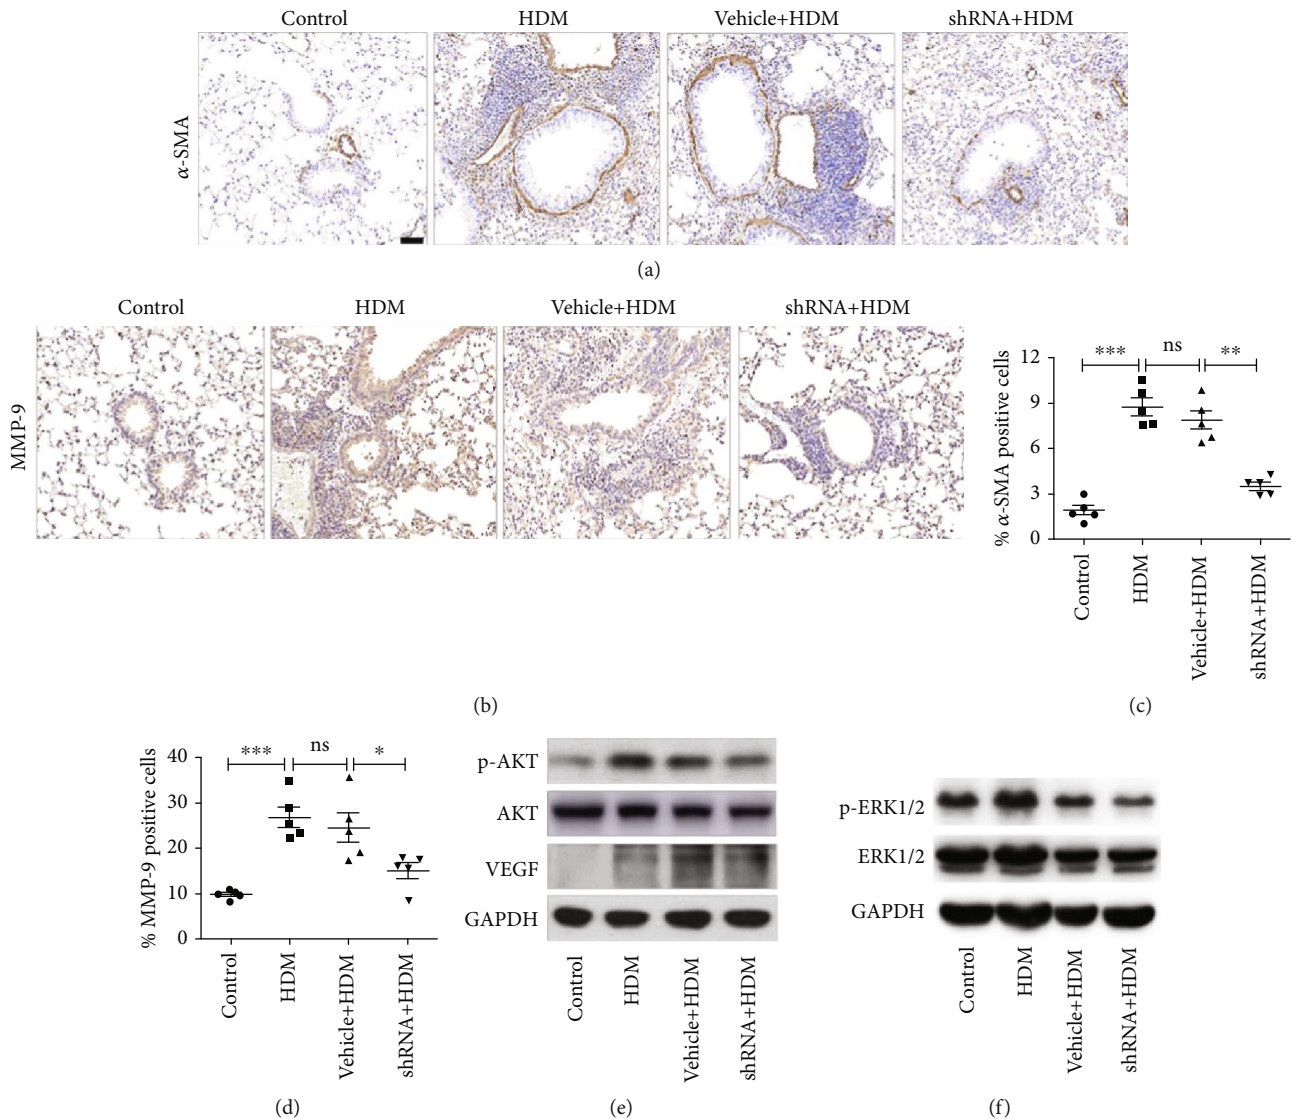 Control HDM Vehicle+HDM shRNA+HDM
α-SMA
(a)
Control HDM Vehicle+HDM shRNA+HDM
MMP-9
(b)
% α-SMA positive cells
12
9
6
3
0
*** ns **
Control HDM Vehicle+HDM shRNA+HDM
(c)
% MMP-9 positive cells
40
30
20
10
0
*** ns *
Control HDM Vehicle+HDM shRNA+HDM
(d)
p-AKT
AKT
VEGF
GAPDH
Control HDM Vehicle+HDM shRNA+HDM
(e)
p-ERK1/2
ERK1/2
GAPDH
Control HDM Vehicle+HDM shRNA+HDM
(f)